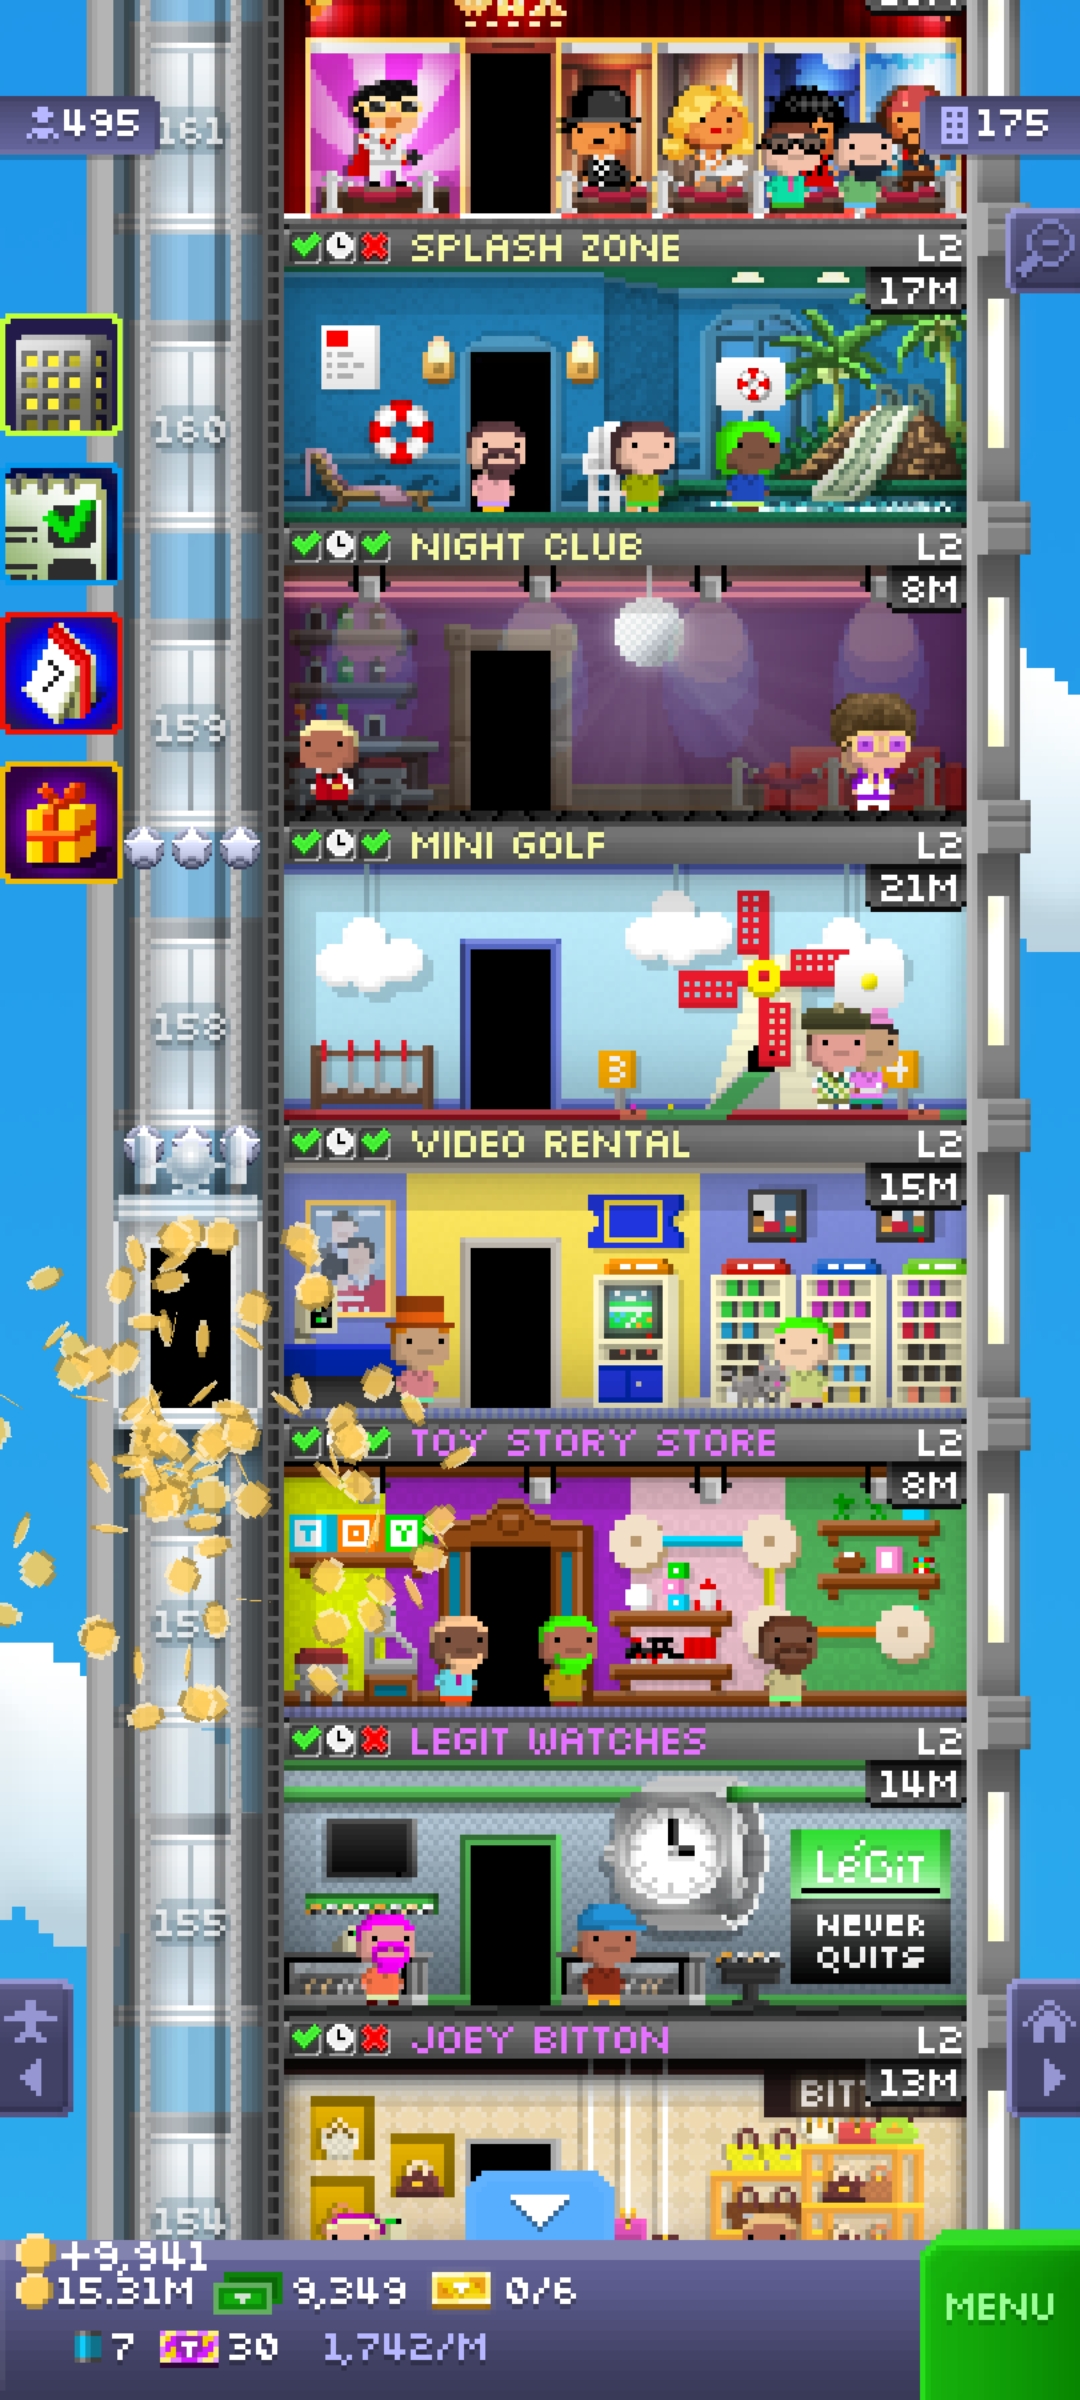 495
161
175
SPLASH ZONE L2
17M
160
NIGHT CLUB L2
8M
159
7
MINI GOLF L2
21M
158
3
VIDEO RENTAL L2
15M
TOY STORY STORE L2
8M
TOY
LEGIT WATCHES L2
14M
LéGiT
NEVER
QUITS
155
JOEY BITTON L2
13M
154
+9,941
15.31M 9,349 0/6
7 T 30 1,742/M
MENU